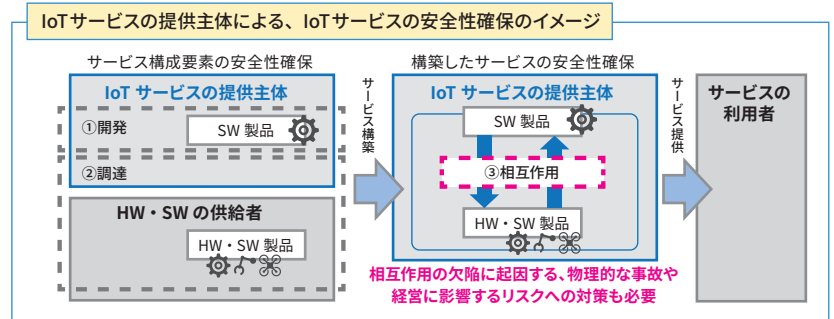 IoTサービスの提供主体による、IoTサービスの安全性確保のイメージ
サービス構成要素の安全性確保
IoT サービスの提供主体
①開発
SW 製品
②調達
HW・SW の供給者
HW・SW 製品
サービス構築
構築したサービスの安全性確保
IoT サービスの提供主体
SW 製品
③相互作用
HW・SW 製品
相互作用の欠陥に起因する、物理的な事故や
経営に影響するリスクへの対策も必要
サービス提供
サービスの
利用者